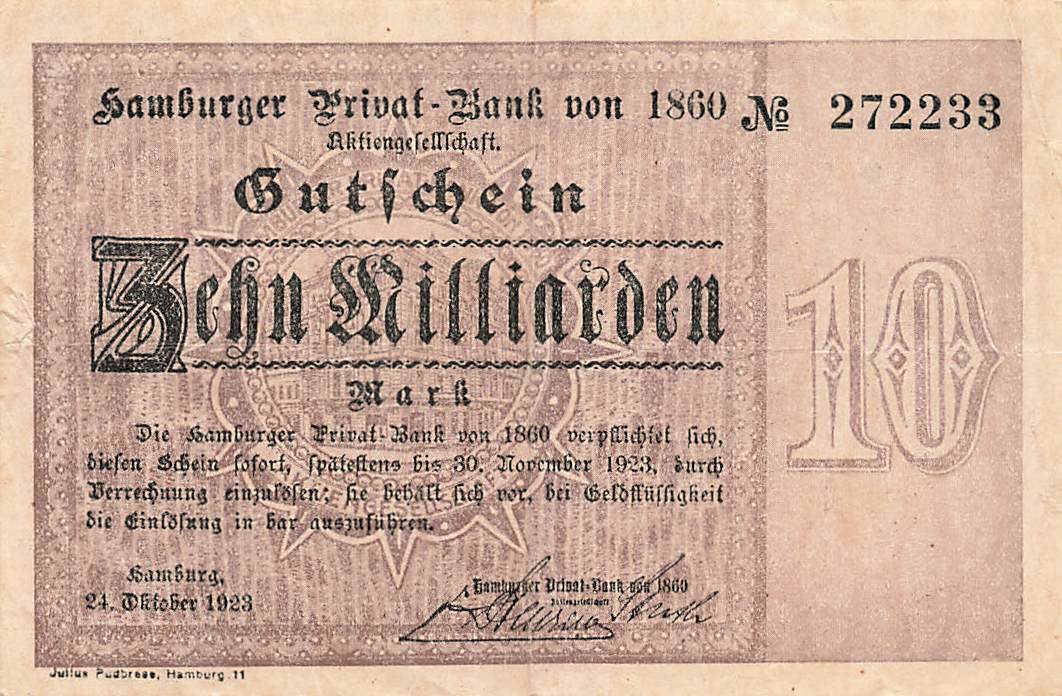 Hamburger Privat-Bank von 1860 № 272233
Aktiengesellschaft.
Gutschein
Zehn Milliarden
Mark
10
Die Hamburger Privat-Bank von 1860 verpflichtet sich,
diesen Schein sofort, spätestens bis 30. November 1923, durch
Verrechnung einzulösen; sie behält sich vor, bei Geldflüssigkeit
die Einlösung in bar auszuführen.
Hamburg,
24. Oktober 1923
Hamburger Privat-Bank von 1860
Aktiengesellschaft
Julius Pudbrese, Hamburg 11